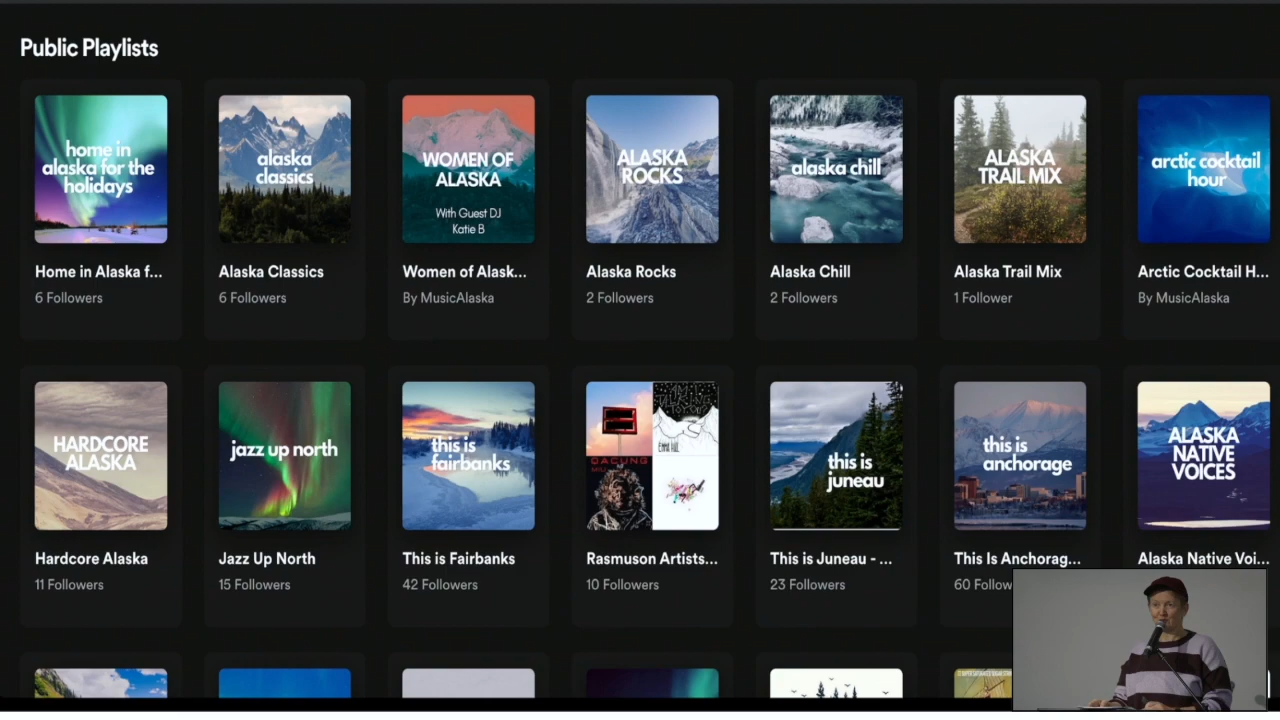 Public Playlists
home in
alaska for the
holidays
alaska
classics
WOMEN OF
ALASKA
With Guest DJ
Katie B
ALASKA
ROCKS
alaska chill
ALASKA
TRAIL MIX
arctic cocktail
hour
Home in Alaska f...
Alaska Classics
Women of Alask...
Alaska Rocks
Alaska Chill
Alaska Trail Mix
Arctic Cocktail H...
6 Followers
6 Followers
By MusicAlaska
2 Followers
2 Followers
1 Follower
By MusicAlaska
HARDCORE
ALASKA
jazz up north
this is
fairbanks
EMMA HILL
this is
juneau
this is
anchorage
ALASKA
NATIVE
VOICES
Hardcore Alaska
Jazz Up North
This is Fairbanks
Rasmuson Artists...
This is Juneau - ...
This Is Anchorag...
Alaska Native Voi...
11 Followers
15 Followers
42 Followers
10 Followers
23 Followers
60 Follow